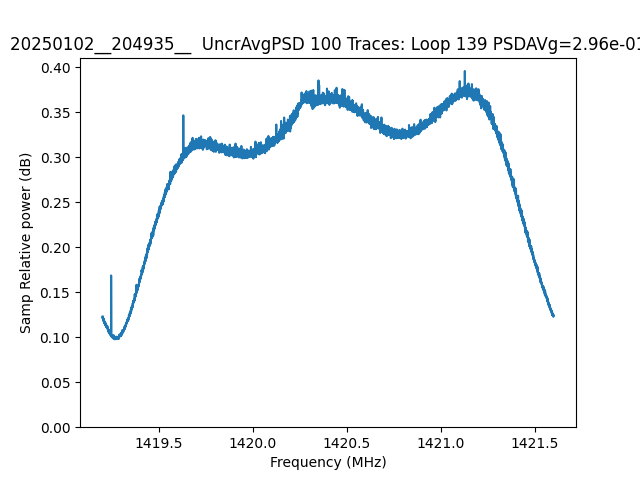 20250102__204935__  UncrAvgPSD 100 Traces: Loop 139 PSDAVg=2.96e-01
0.40
0.35
0.30
0.25
0.20
0.15
0.10
0.05
0.00
Samp Relative power (dB)
1419.5 1420.0 1420.5 1421.0 1421.5
Frequency (MHz)